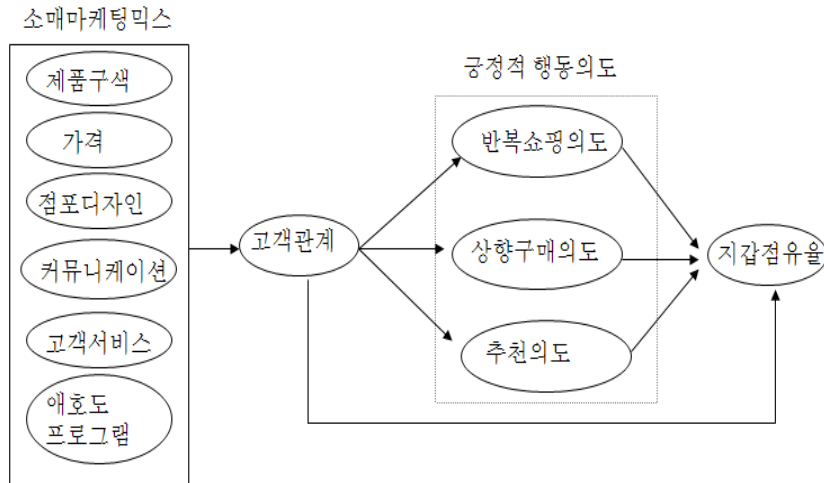 소매마케팅믹스
제품구색
가격
점포디자인
커뮤니케이션
고객서비스
애호도
프로그램
고객관계
긍정적 행동의도
반복쇼핑의도
상향구매의도
추천의도
지갑점유율